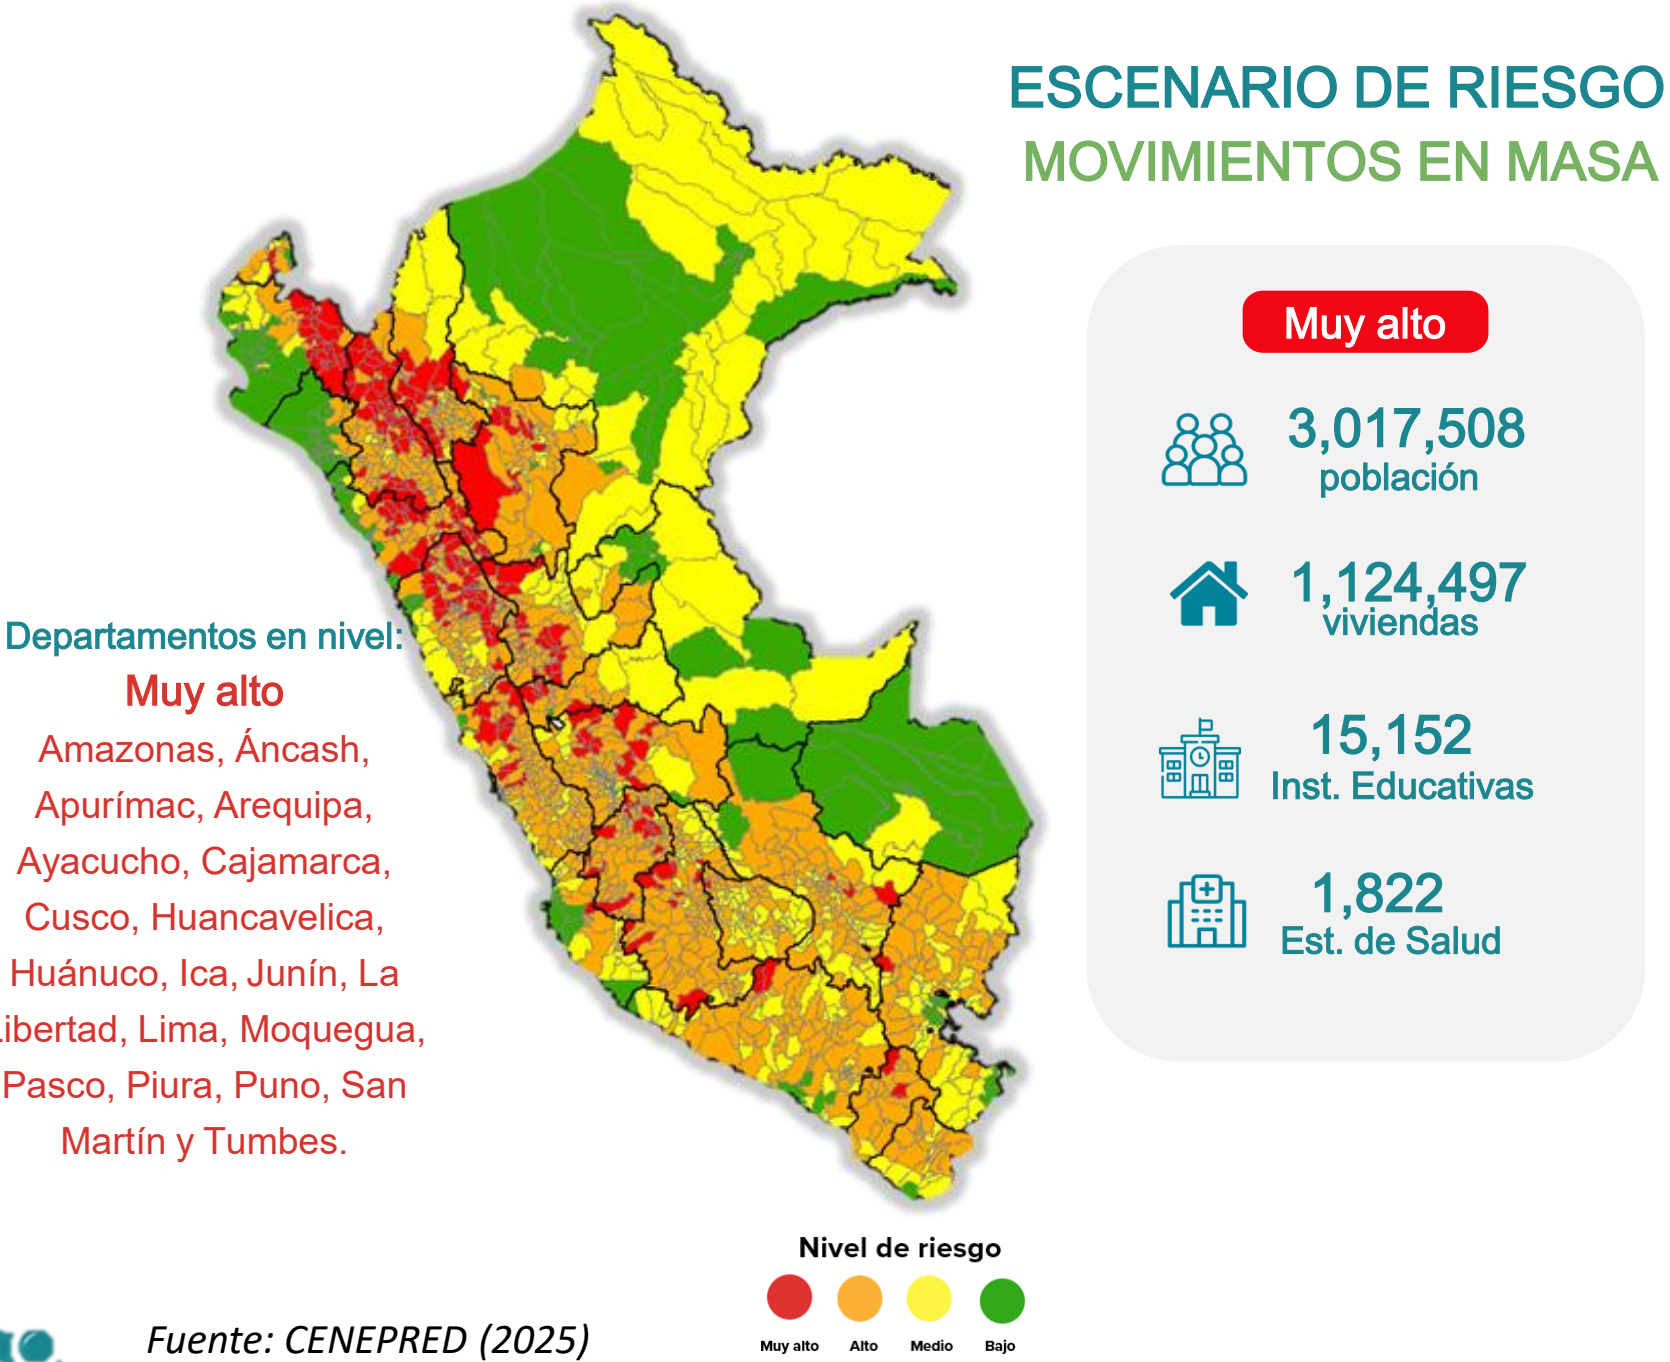 ESCENARIO DE RIESGO
MOVIMIENTOS EN MASA
Muy alto
3,017,508
población
1,124,497
viviendas
15,152
Inst. Educativas
1,822
Est. de Salud
Departamentos en nivel:
Muy alto
Amazonas, Áncash,
Apurímac, Arequipa,
Ayacucho, Cajamarca,
Cusco, Huancavelica,
Huánuco, Ica, Junín, La
Libertad, Lima, Moquegua,
Pasco, Piura, Puno, San
Martín y Tumbes.
Nivel de riesgo
Muy alto Alto Medio Bajo
Fuente: CENEPRED (2025)